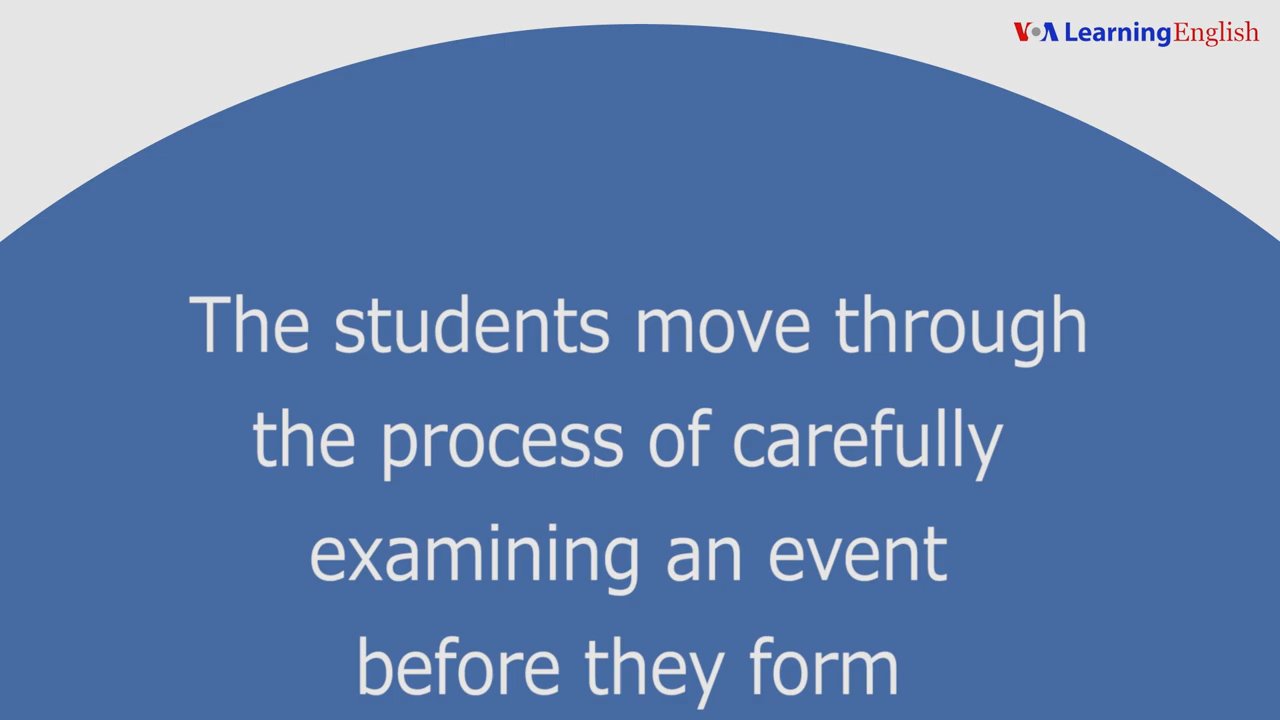 VOA LearningEnglish
The students move through
the process of carefully
examining an event
before they form